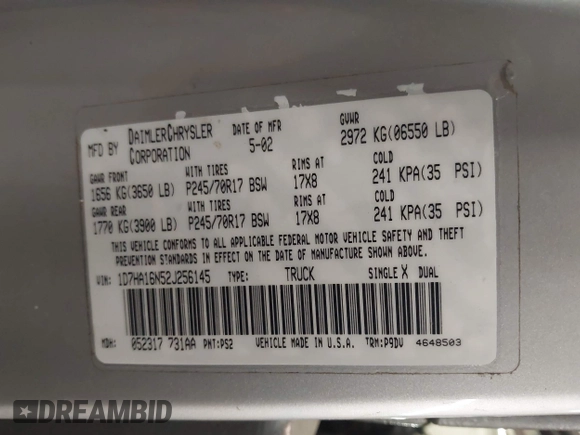 MFD BY DAIMLERCHRYSLER CORPORATION DATE OF MFR 5-02 GVWR 2972 KG(06550 LB)
GAWR FRONT WITH TIRES RIMS AT COLD
1656 KG(3650 LB) P245/70R17 BSW 17X8 241 KPA(35 PSI)
GAWR REAR WITH TIRES RIMS AT COLD
1770 KG(3900 LB) P245/70R17 BSW 17X8 241 KPA(35 PSI)
THIS VEHICLE CONFORMS TO ALL APPLICABLE FEDERAL MOTOR VEHICLE SAFETY AND THEFT
PREVENTION STANDARDS IN EFFECT ON THE DATE OF MANUFACTURE SHOWN ABOVE.
VIN: 1D7HA16N52J256145 TYPE: TRUCK SINGLE X DUAL
MDH: 052317 731AA PNT:PS2 VEHICLE MADE IN U.S.A. TRM:P9DV 4648503
DREAMBID